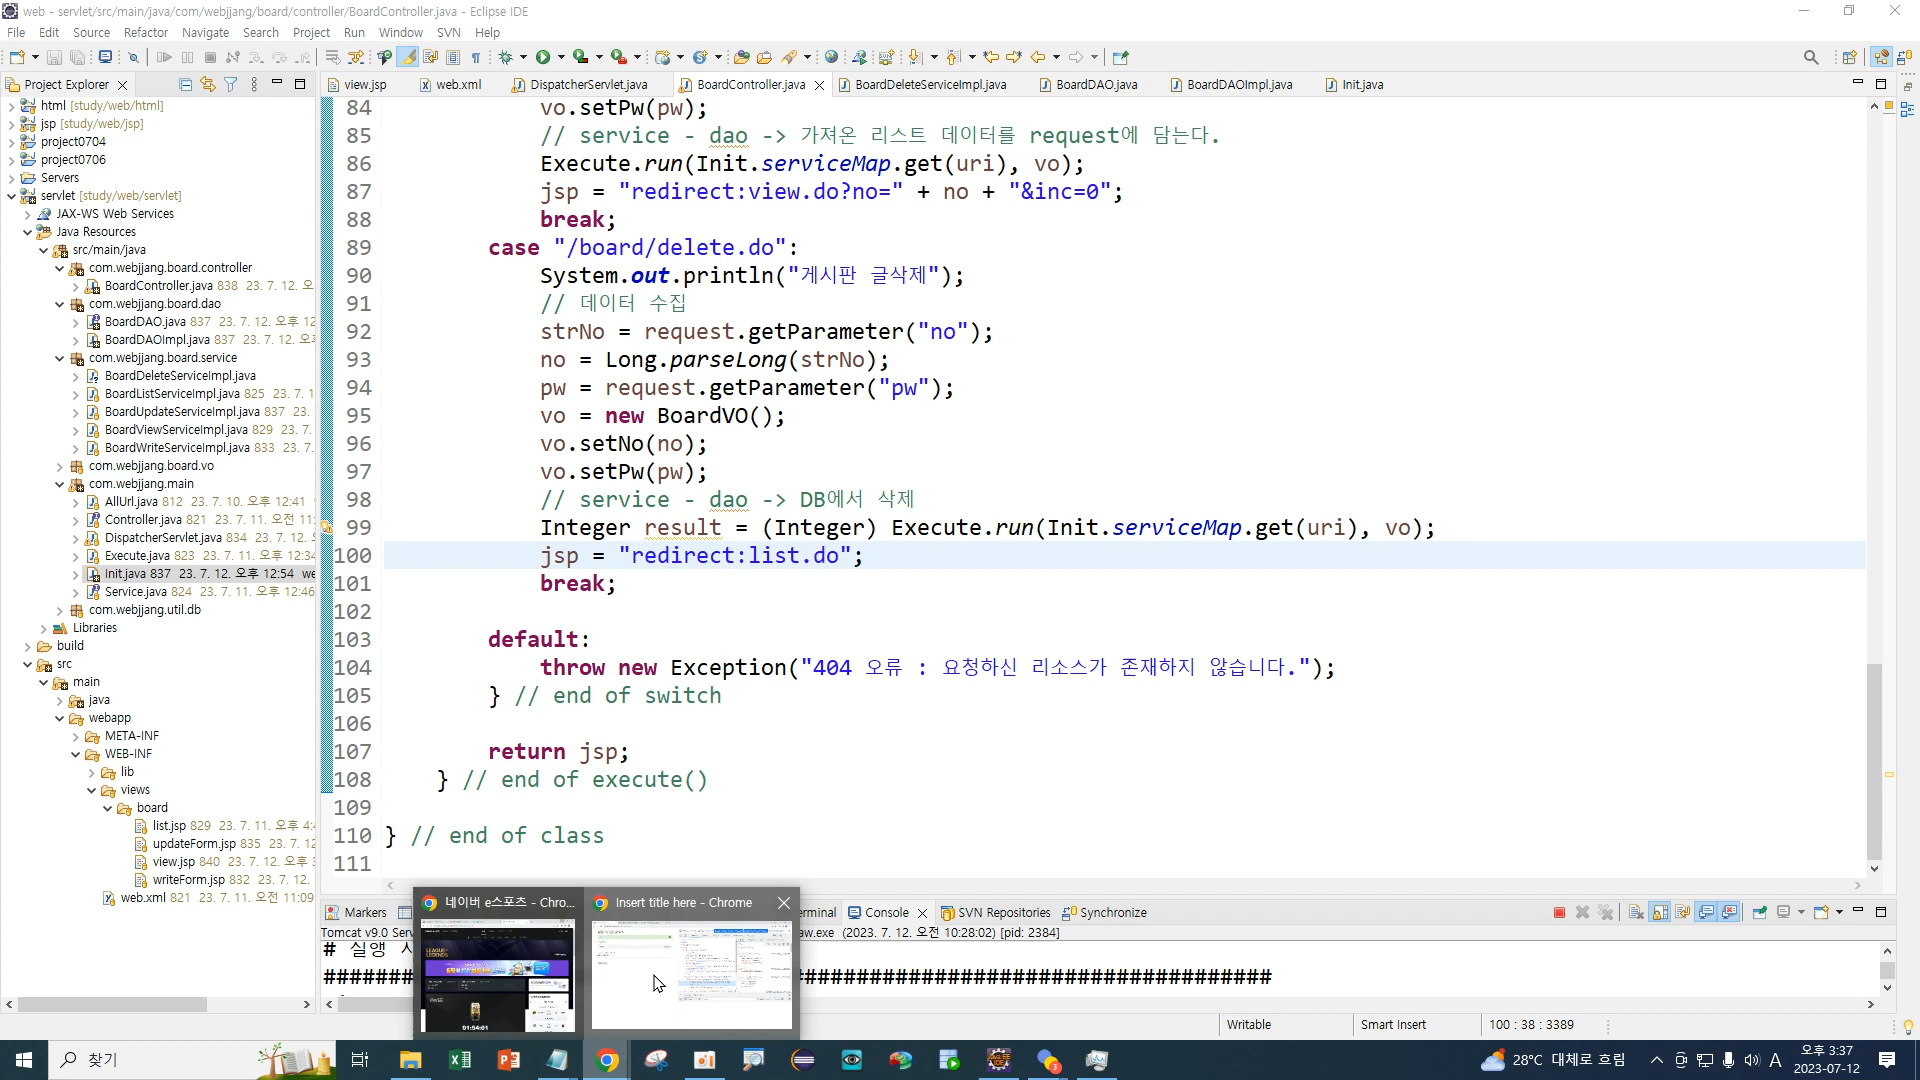 web - servlet/src/main/java/com/webjjang/board/controller/BoardController.java - Eclipse IDE
File Edit Source Refactor Navigate Search Project Run Window SVN Help
Project Explorer
view.jsp web.xml DispatcherServlet.java BoardController.java BoardDeleteServiceImpl.java BoardDAO.java BoardDAOImpl.java Init.java
html [study/web/html]
jsp [study/web/jsp]
project0704
project0706
Servers
servlet [study/web/servlet]
JAX-WS Web Services
Java Resources
src/main/java
com.webjjang.board.controller
BoardController.java 838 23. 7. 12. 오
com.webjjang.board.dao
BoardDAO.java 837 23. 7. 12. 오후 12
BoardDAOImpl.java 837 23. 7. 12. 오
com.webjjang.board.service
BoardDeleteServiceImpl.java
BoardListServiceImpl.java 825 23. 7. 1
BoardUpdateServiceImpl.java 837 23.
BoardViewServiceImpl.java 829 23. 7.
BoardWriteServiceImpl.java 833 23. 7.
com.webjjang.board.vo
com.webjjang.main
AllUrl.java 812 23. 7. 10. 오후 12:41
Controller.java 821 23. 7. 11. 오전 11:
DispatcherServlet.java 834 23. 7. 12.
Execute.java 823 23. 7. 11. 오후 12:34
Init.java 837 23. 7. 12. 오후 12:54 we
Service.java 824 23. 7. 11. 오후 12:46
com.webjjang.util.db
Libraries
build
src
main
java
webapp
META-INF
WEB-INF
lib
views
board
list.jsp 829 23. 7. 11. 오후 4:
updateForm.jsp 835 23. 7. 12
view.jsp 840 23. 7. 12. 오후 3
writeForm.jsp 832 23. 7. 12.
web.xml 821 23. 7. 11. 오전 11:09
84 vo.setPw(pw);
85 // service - dao -> 가져온 리스트 데이터를 request에 담는다.
86 Execute.run(Init.serviceMap.get(uri), vo);
87 jsp = "redirect:view.do?no=" + no + "&inc=0";
88 break;
89 case "/board/delete.do":
90 System.out.println("게시판 글삭제");
91 // 데이터 수집
92 strNo = request.getParameter("no");
93 no = Long.parseLong(strNo);
94 pw = request.getParameter("pw");
95 vo = new BoardVO();
96 vo.setNo(no);
97 vo.setPw(pw);
98 // service - dao -> DB에서 삭제
99 Integer result = (Integer) Execute.run(Init.serviceMap.get(uri), vo);
100 jsp = "redirect:list.do";
101 break;
102
103 default:
104 throw new Exception("404 오류 : 요청하신 리소스가 존재하지 않습니다.");
105 } // end of switch
106
107 return jsp;
108 } // end of execute()
109
110 } // end of class
111
네이버 e스포츠 - Chro... Insert title here - Chrome
LEAGUE
LEGENDS
01:54:01
Markers erminal Console SVN Repositories Synchronize
Tomcat v9.0 Serv aw.exe (2023. 7. 12. 오전 10:28:02) [pid: 2384]
# 실행 시
####### ####################################
Writable Smart Insert 100 : 38 : 3389
찾기 28°C 대체로 흐림 A 오후 3:37
2023-07-12